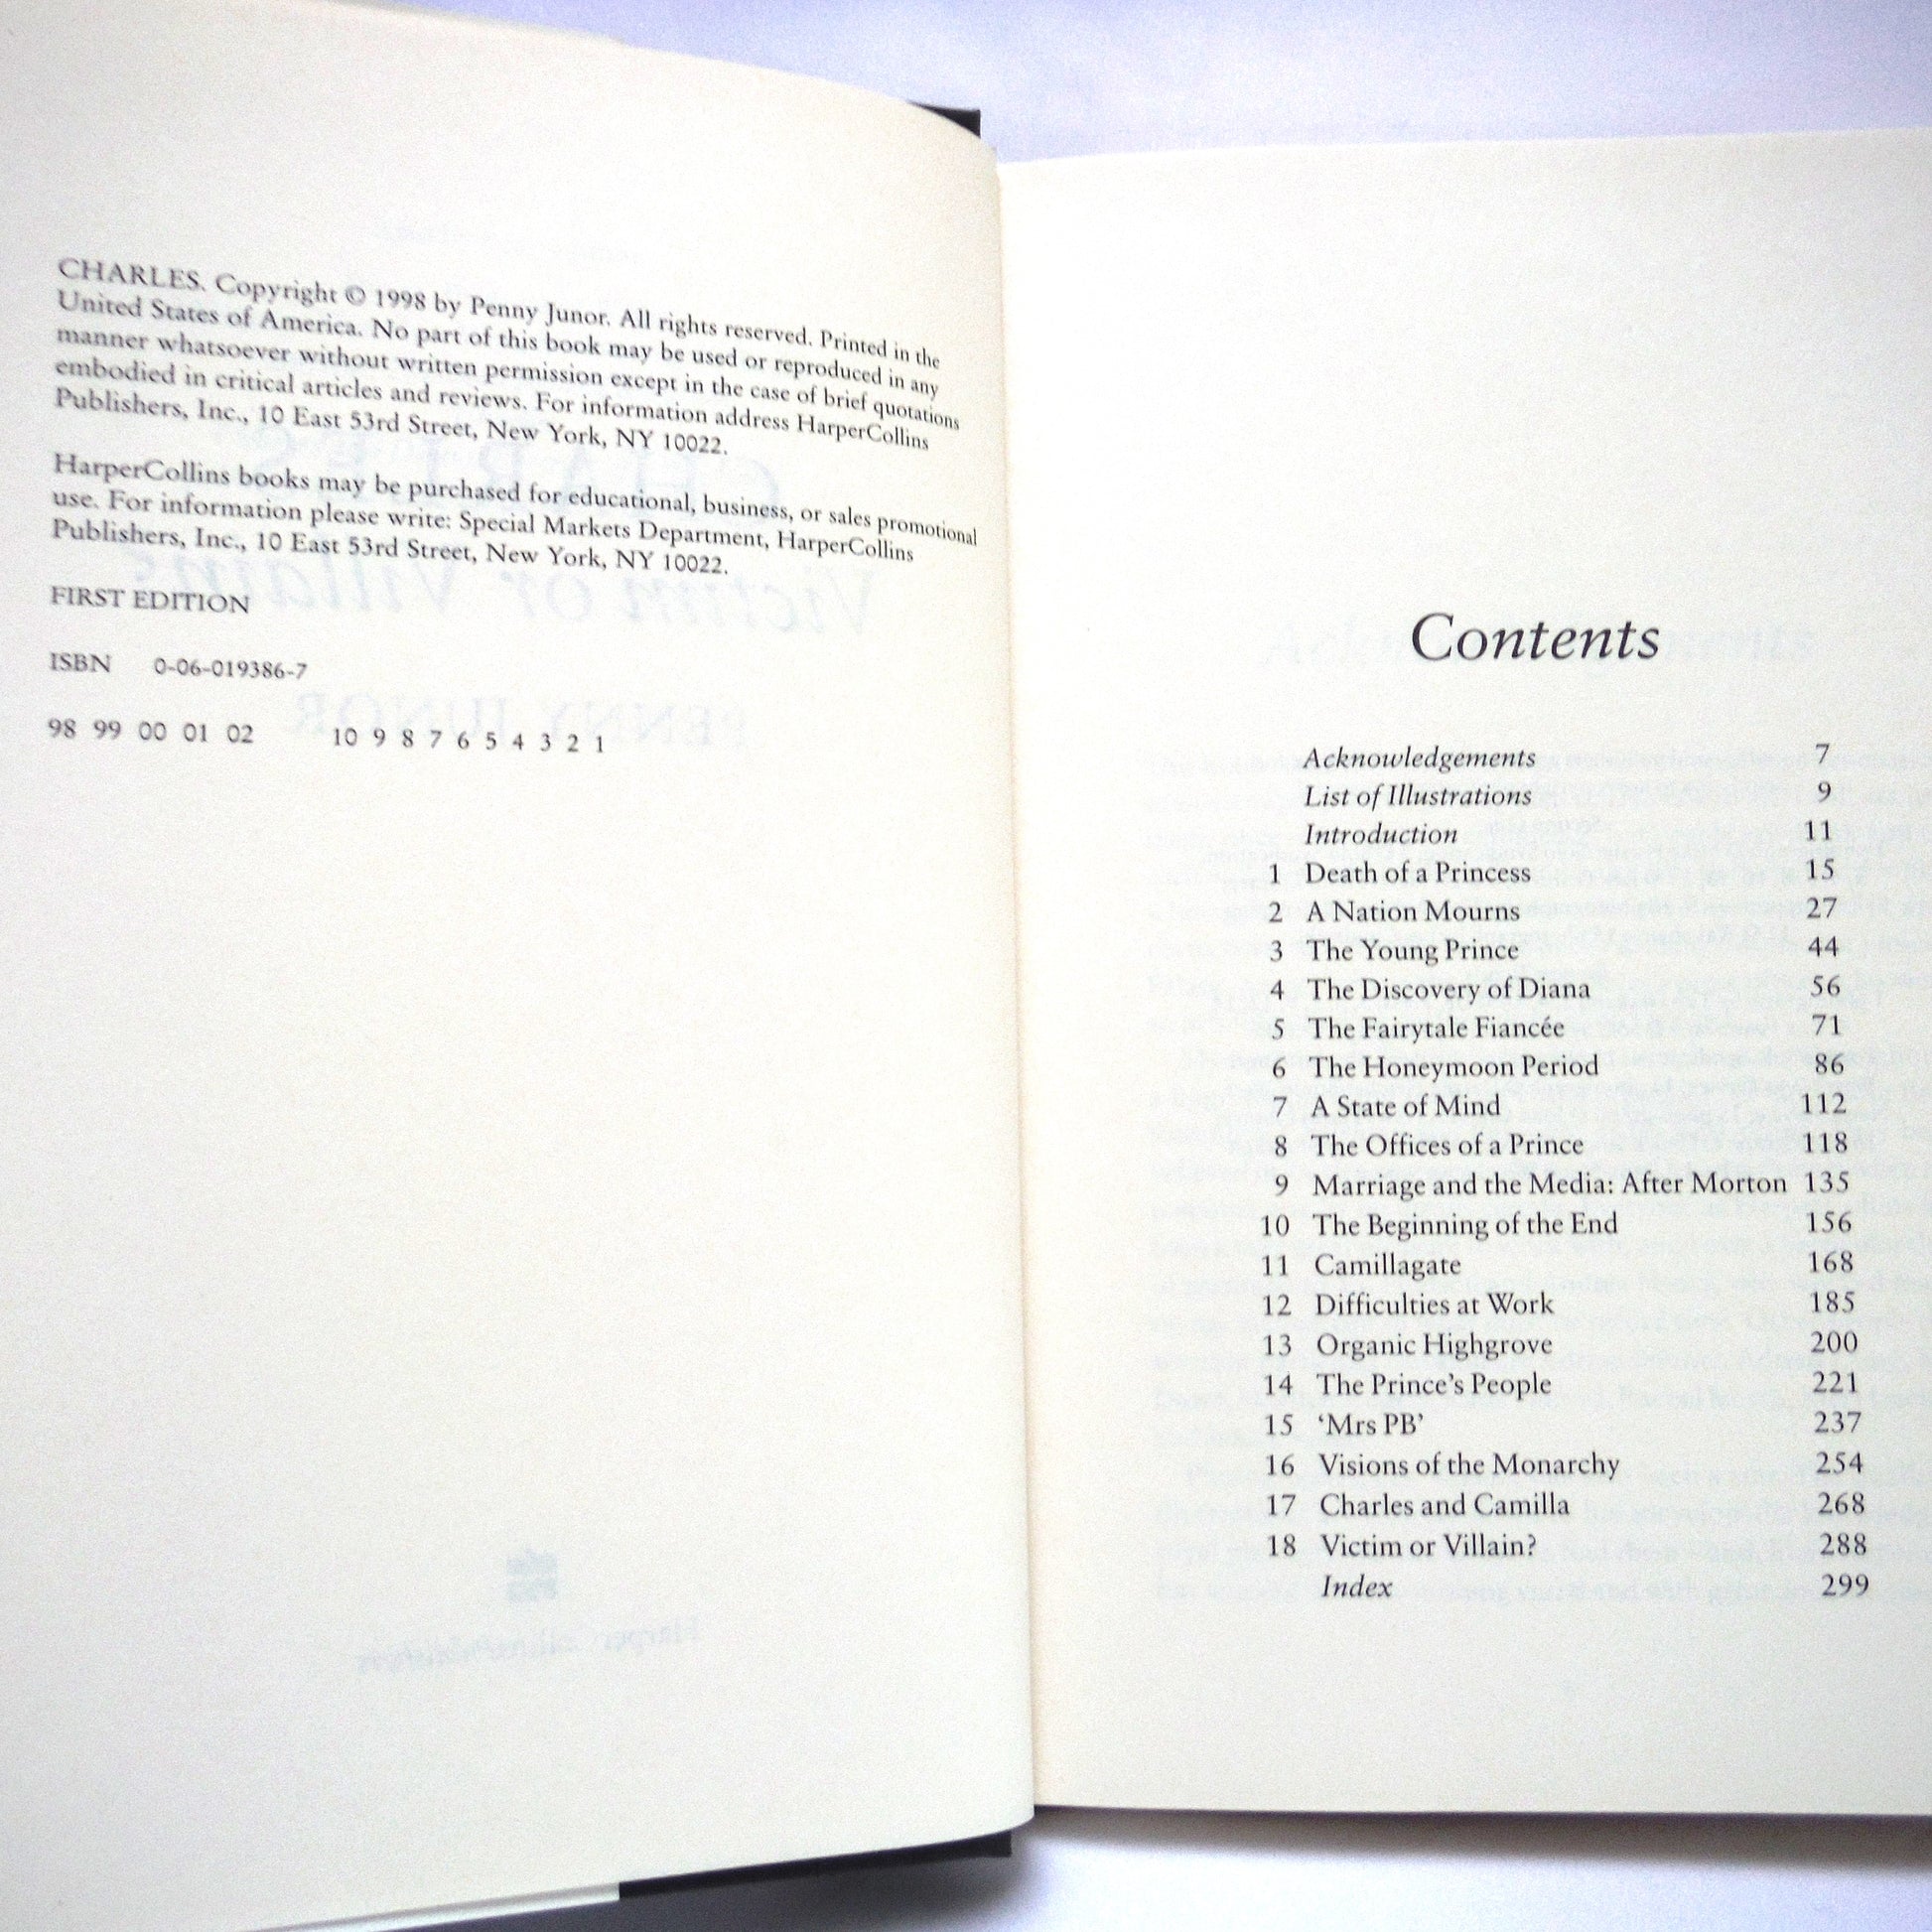 CHARLES. Copyright © 1998 by Penny Junor. All rights reserved. Printed in the
United States of America. No part of this book may be used or reproduced in any
manner whatsoever without written permission except in the case of brief quotations
embodied in critical articles and reviews. For information address HarperCollins
Publishers, Inc., 10 East 53rd Street, New York, NY 10022.
HarperCollins books may be purchased for educational, business, or sales promotional
use. For information please write: Special Markets Department, HarperCollins
Publishers, Inc., 10 East 53rd Street, New York, NY 10022.
FIRST EDITION
ISBN 0-06-019386-7
98 99 00 01 02 10 9 8 7 6 5 4 3 2 1
Contents
Acknowledgements 7
List of Illustrations 9
Introduction 11
1 Death of a Princess 15
2 A Nation Mourns 27
3 The Young Prince 44
4 The Discovery of Diana 56
5 The Fairytale Fiancée 71
6 The Honeymoon Period 86
7 A State of Mind 112
8 The Offices of a Prince 118
9 Marriage and the Media: After Morton 135
10 The Beginning of the End 156
11 Camillagate 168
12 Difficulties at Work 185
13 Organic Highgrove 200
14 The Prince's People 221
15 ‘Mrs PB’ 237
16 Visions of the Monarchy 254
17 Charles and Camilla 268
18 Victim or Villain? 288
Index 299